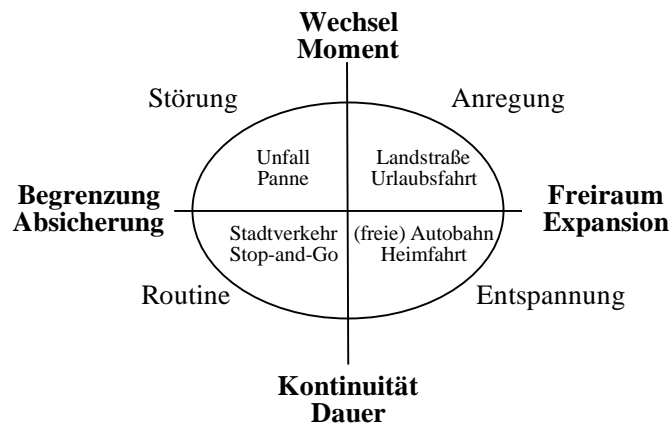 Wechsel
Moment
Störung
Anregung
Unfall
Panne
Landstraße
Urlaubsfahrt
Begrenzung
Absicherung
Freiraum
Expansion
Stadtverkehr
Stop-and-Go
(freie) Autobahn
Heimfahrt
Routine
Entspannung
Kontinuität
Dauer